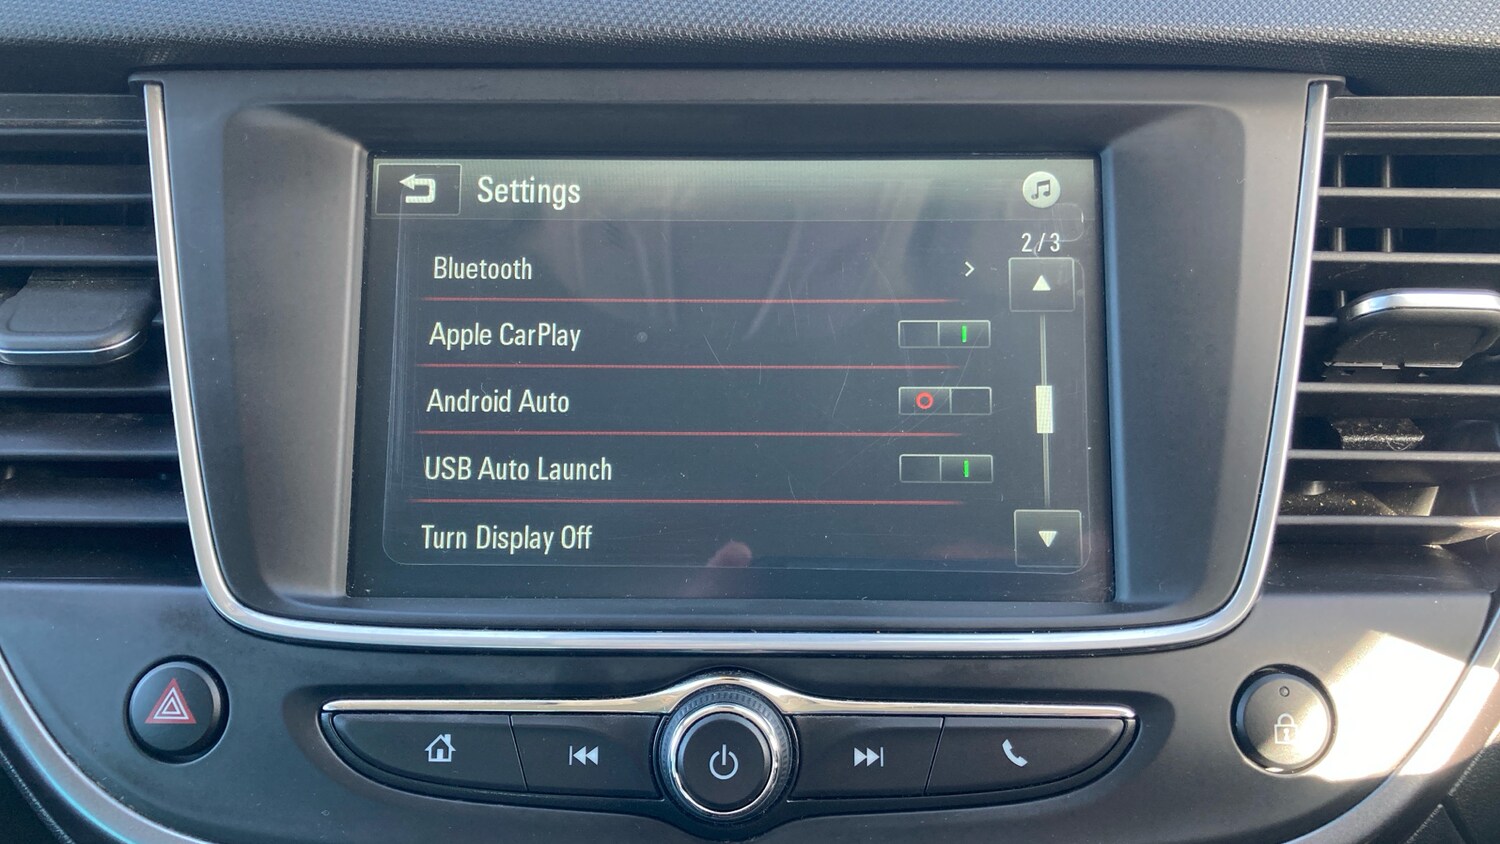 Settings
2/3
Bluetooth
Apple CarPlay
Android Auto
USB Auto Launch
Turn Display Off